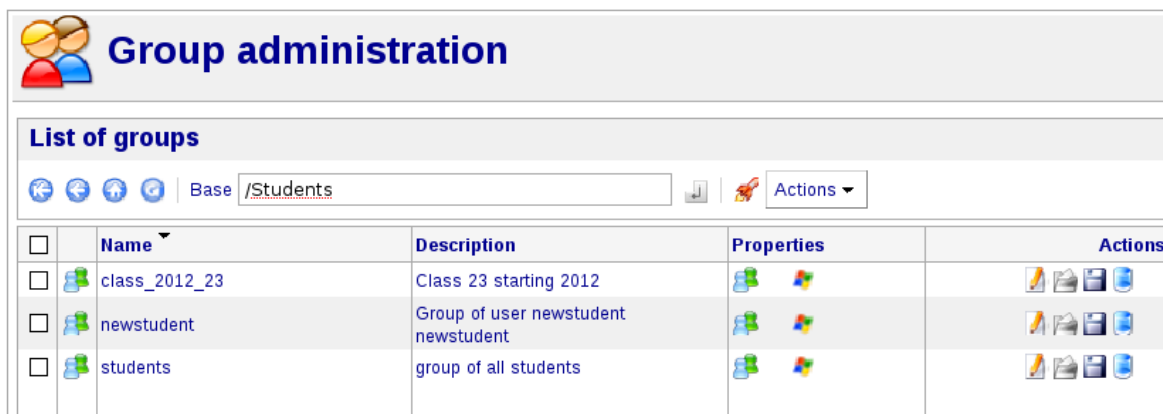 Group administration
List of groups
Base /Students Actions
Name Description Properties Actions
class_2012_23 Class 23 starting 2012
newstudent Group of user newstudent
newstudent
students group of all students